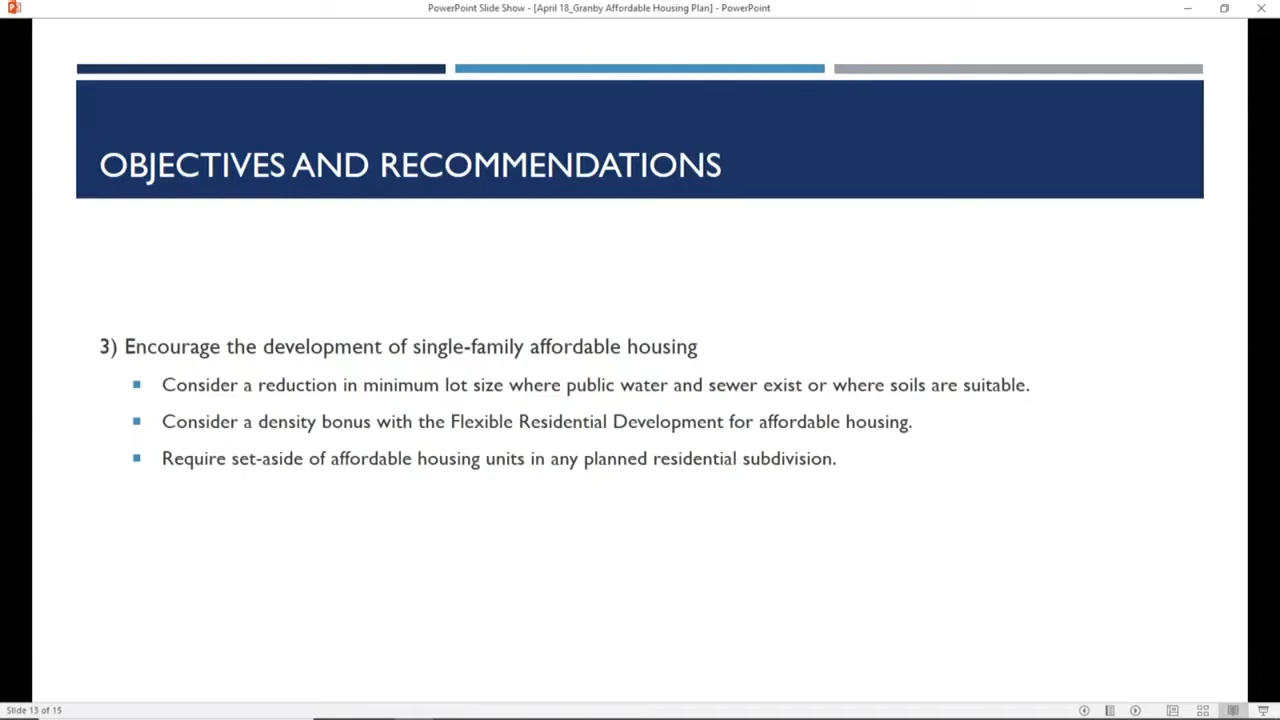 PowerPoint Slide Show - [April 18_Granby Affordable Housing Plan] - PowerPoint
OBJECTIVES AND RECOMMENDATIONS
3) Encourage the development of single-family affordable housing
Consider a reduction in minimum lot size where public water and sewer exist or where soils are suitable.
Consider a density bonus with the Flexible Residential Development for affordable housing.
Require set-aside of affordable housing units in any planned residential subdivision.
Slide 13 of 15